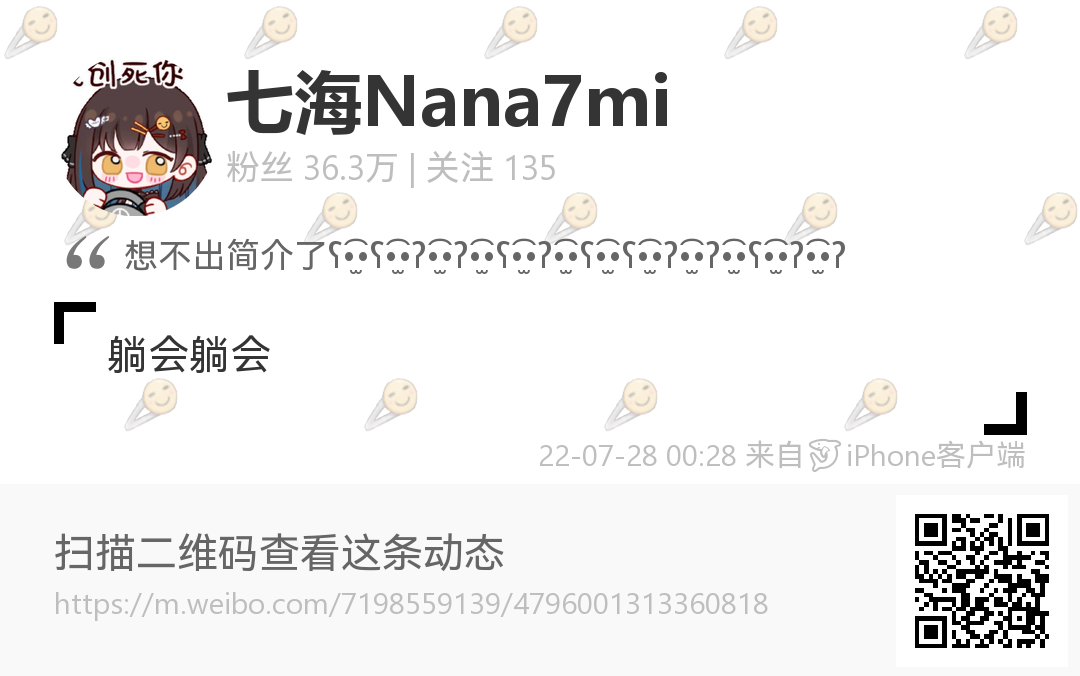 创死你
七海Nana7mi
粉丝 36.3万 | 关注 135
“ 想不出简介了ʕ•̫͡•ʕ•̫͡•ʔ•̫͡•ʔ•̫͡•ʕ•̫͡•ʔ•̫͡•ʕ•̫͡•ʕ•̫͡•ʔ•̫͡•ʔ•̫͡•ʕ•̫͡•ʔ•̫͡•ʔ
躺会躺会
22-07-28 00:28 来自 iPhone客户端
扫描二维码查看这条动态
https://m.weibo.com/7198559139/4796001313360818